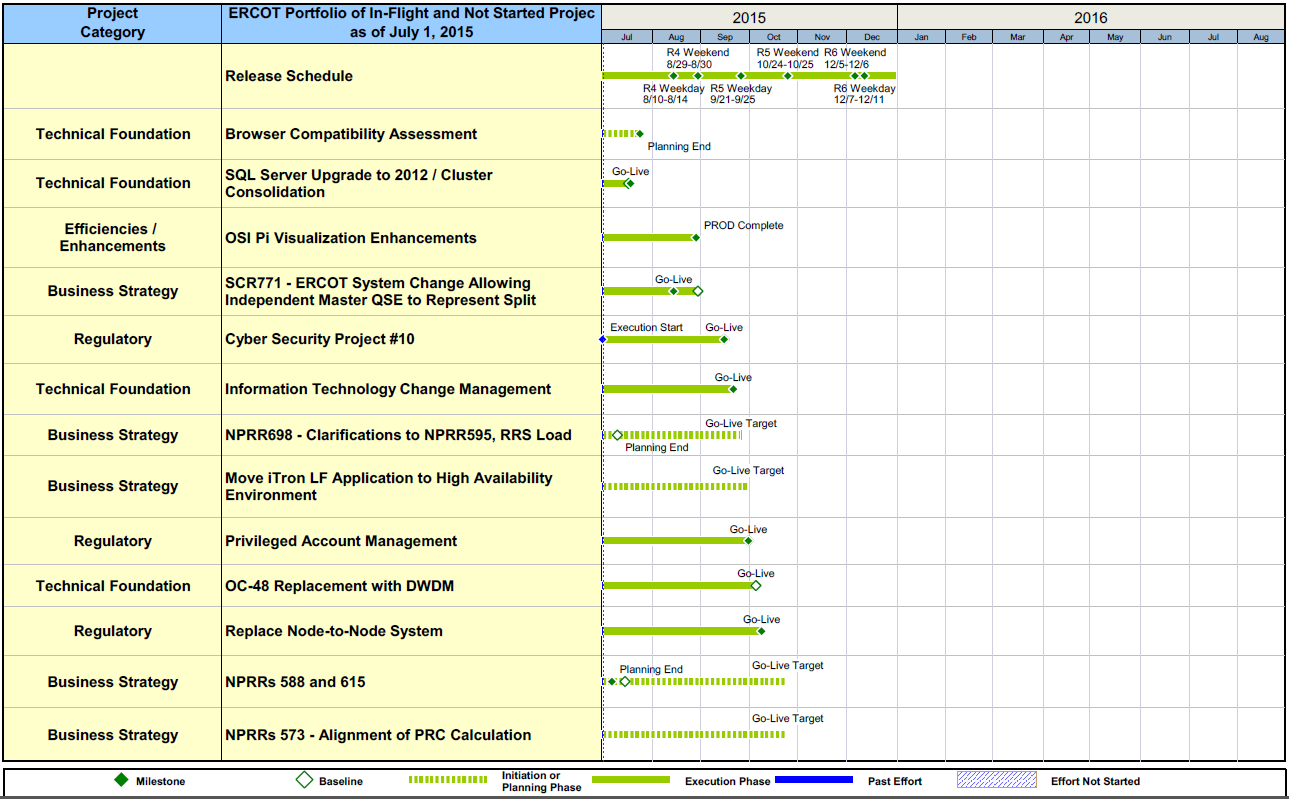 Project
Category
ERCOT Portfolio of In-Flight and Not Started Projec
as of July 1, 2015
2015
2016
Jul
Aug
Sep
Oct
Nov
Dec
Jan
Feb
Mar
Apr
May
Jun
Jul
Aug
Release Schedule
R4 Weekend
8/29-8/30
R5 Weekend
10/24-10/25
R6 Weekend
12/5-12/6
R4 Weekday
8/10-8/14
R5 Weekday
9/21-9/25
R6 Weekday
12/7-12/11
Technical Foundation
Browser Compatibility Assessment
Planning End
Technical Foundation
SQL Server Upgrade to 2012 / Cluster
Consolidation
Go-Live
Efficiencies /
Enhancements
OSI Pi Visualization Enhancements
PROD Complete
Business Strategy
SCR771 - ERCOT System Change Allowing
Independent Master QSE to Represent Split
Go-Live
Regulatory
Cyber Security Project #10
Execution Start
Go-Live
Technical Foundation
Information Technology Change Management
Go-Live
Business Strategy
NPRR698 - Clarifications to NPRR595, RRS Load
Go-Live Target
Planning End
Business Strategy
Move iTron LF Application to High Availability
Environment
Go-Live Target
Regulatory
Privileged Account Management
Go-Live
Technical Foundation
OC-48 Replacement with DWDM
Go-Live
Regulatory
Replace Node-to-Node System
Go-Live
Business Strategy
NPRRs 588 and 615
Planning End
Go-Live Target
Business Strategy
NPRRs 573 - Alignment of PRC Calculation
Go-Live Target
Milestone
Baseline
Initiation or
Planning Phase
Execution Phase
Past Effort
Effort Not Started